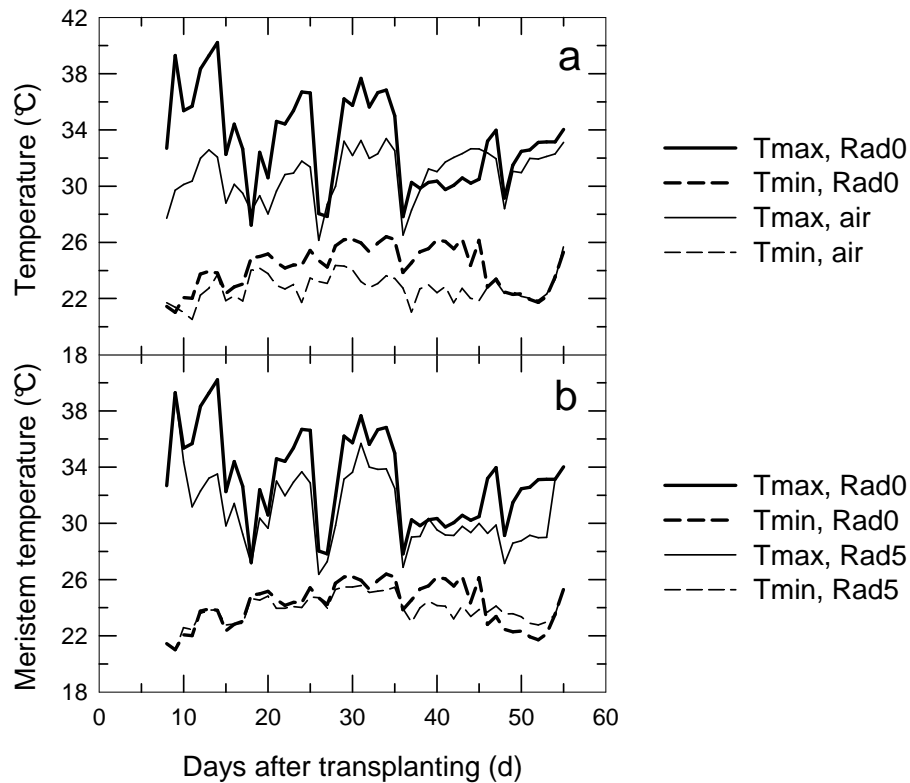 42
38
34
30
26
22
18
Temperature (°C)
a
Tmax, Rad0
Tmin, Rad0
Tmax, air
Tmin, air
38
34
30
26
22
18
Meristem temperature (°C)
b
Tmax, Rad0
Tmin, Rad0
Tmax, Rad5
Tmin, Rad5
0 10 20 30 40 50 60
Days after transplanting (d)